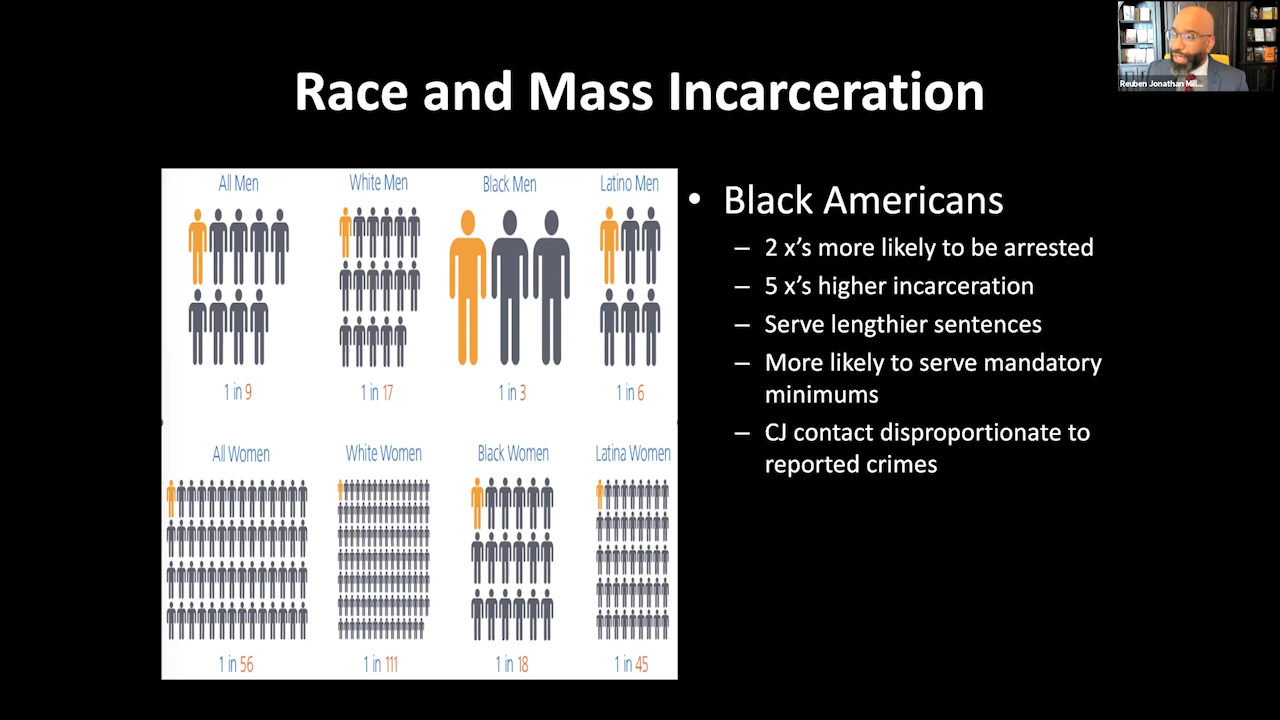 Reuben Jonathan Mil...
Race and Mass Incarceration
All Men
White Men
Black Men
Latino Men
1 in 9
1 in 17
1 in 3
1 in 6
All Women
White Women
Black Women
Latina Women
1 in 56
1 in 111
1 in 18
1 in 45
• Black Americans
– 2 x's more likely to be arrested
– 5 x's higher incarceration
– Serve lengthier sentences
– More likely to serve mandatory
minimums
– CJ contact disproportionate to
reported crimes